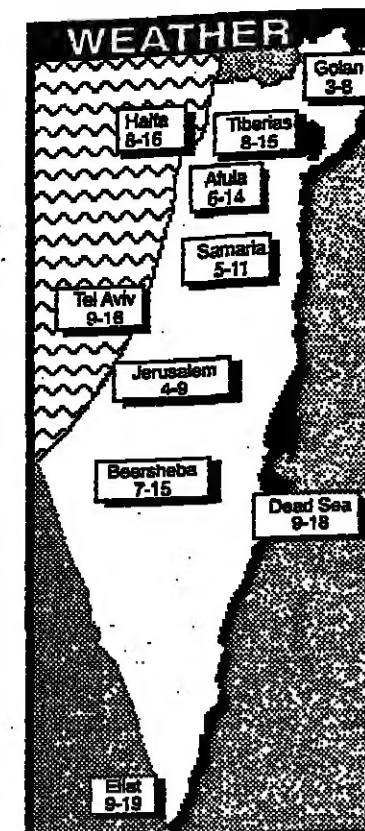 WEATHER
Golan
3-8
Haifa
8-16
Tiberias
8-15
Afula
6-14
Samaria
5-11
Tel Aviv
9-16
Jerusalem
4-9
Beersheba
7-15
Dead Sea
9-18
Eilat
9-19